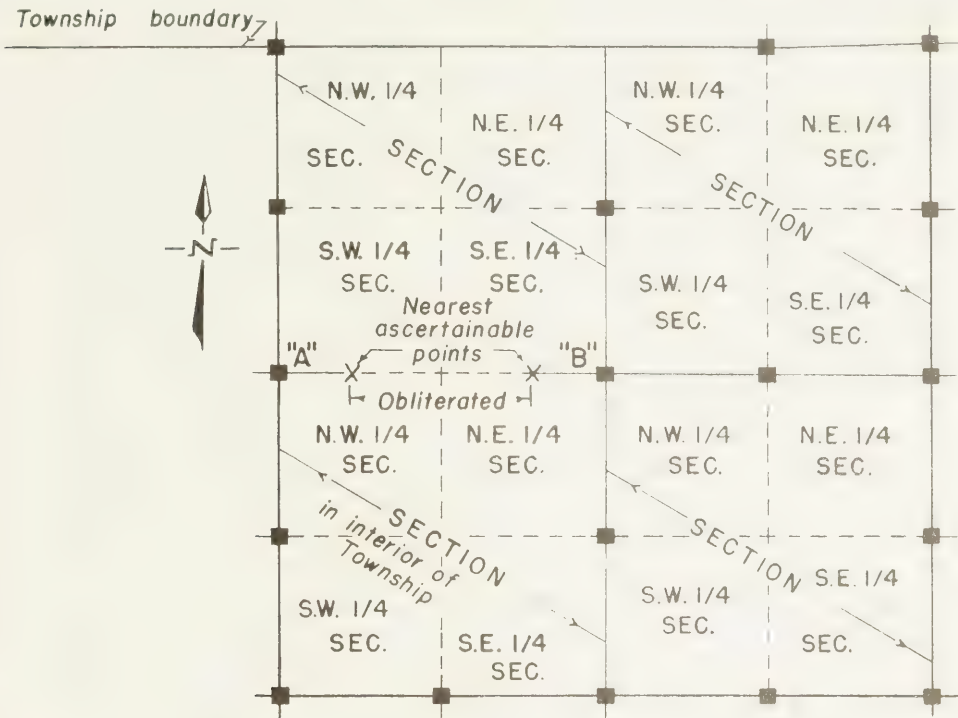 Township boundary
N.W. 1/4
SEC.
N.E. 1/4
SEC.
SECTION
N.W. 1/4
SEC.
N.E. 1/4
SEC.
SECTION
N
S.W. 1/4
SEC.
S.E. 1/4
SEC.
S.W. 1/4
SEC.
S.E. 1/4
SEC.
Nearest
ascertainable
points
"A"
"B"
Obliterated
N.W. 1/4
SEC.
N.E. 1/4
SEC.
N.W. 1/4
SEC.
N.E. 1/4
SEC.
SECTION
in interior of
Township
SECTION
S.W. 1/4
SEC.
S.E. 1/4
SEC.
S.W. 1/4
SEC.
S.E. 1/4
SEC.